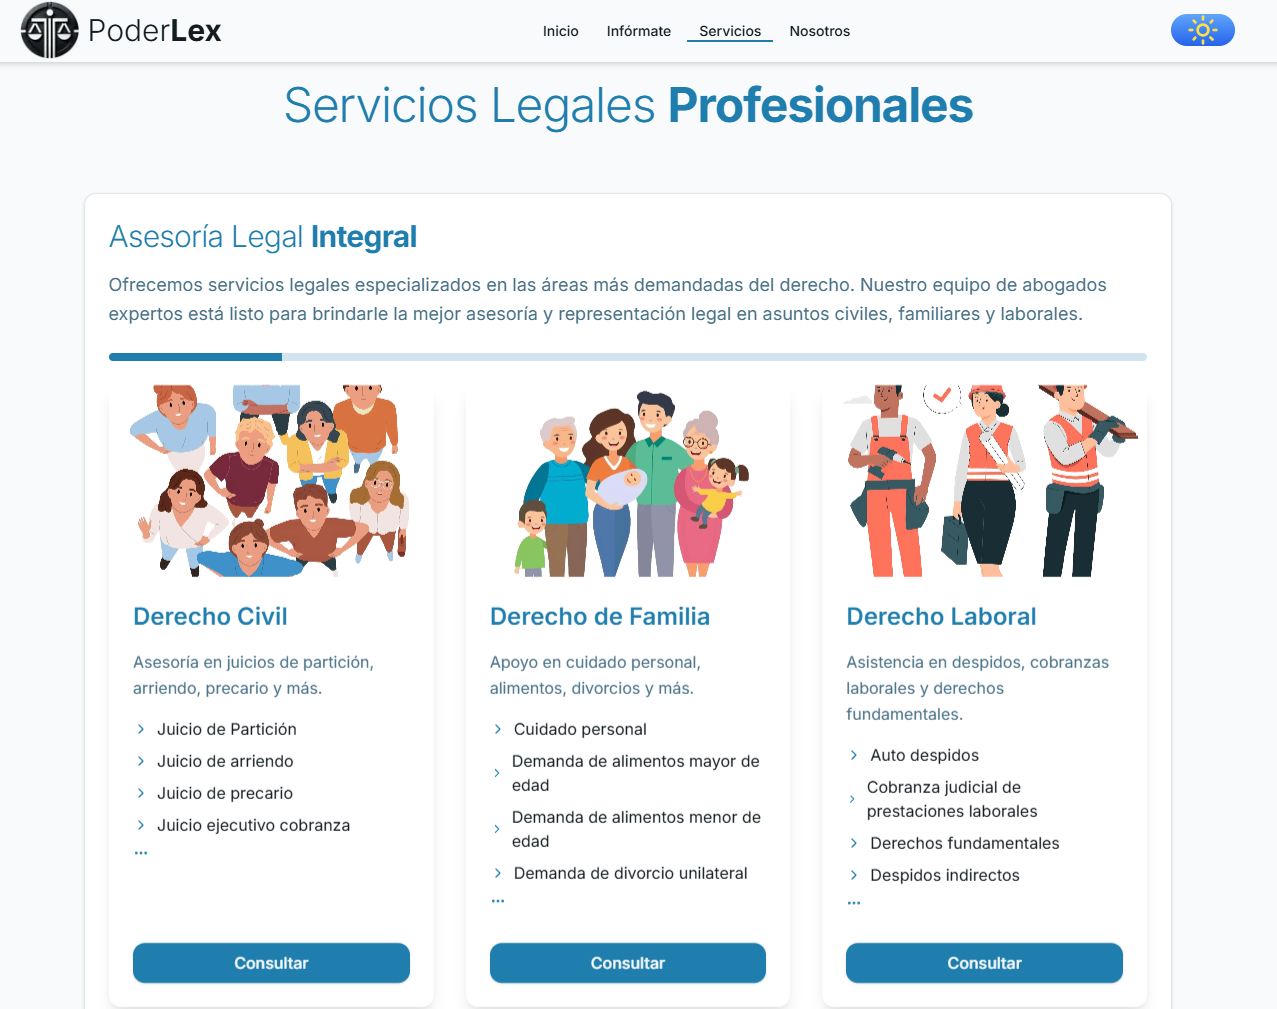 PoderLex
Inicio
Infórmate
Servicios
Nosotros
Servicios Legales Profesionales
Asesoría Legal Integral
Ofrecemos servicios legales especializados en las áreas más demandadas del derecho. Nuestro equipo de abogados
expertos está listo para brindarle la mejor asesoría y representación legal en asuntos civiles, familiares y laborales.
Derecho Civil
Asesoría en juicios de partición,
arriendo, precario y más.
Juicio de Partición
Juicio de arriendo
Juicio de precario
Juicio ejecutivo cobranza
...
Consultar
Derecho de Familia
Apoyo en cuidado personal,
alimentos, divorcios y más.
Cuidado personal
Demanda de alimentos mayor de
edad
Demanda de alimentos menor de
edad
Demanda de divorcio unilateral
...
Consultar
Derecho Laboral
Asistencia en despidos, cobranzas
laborales y derechos
fundamentales.
Auto despidos
Cobranza judicial de
prestaciones laborales
Derechos fundamentales
Despidos indirectos
...
Consultar